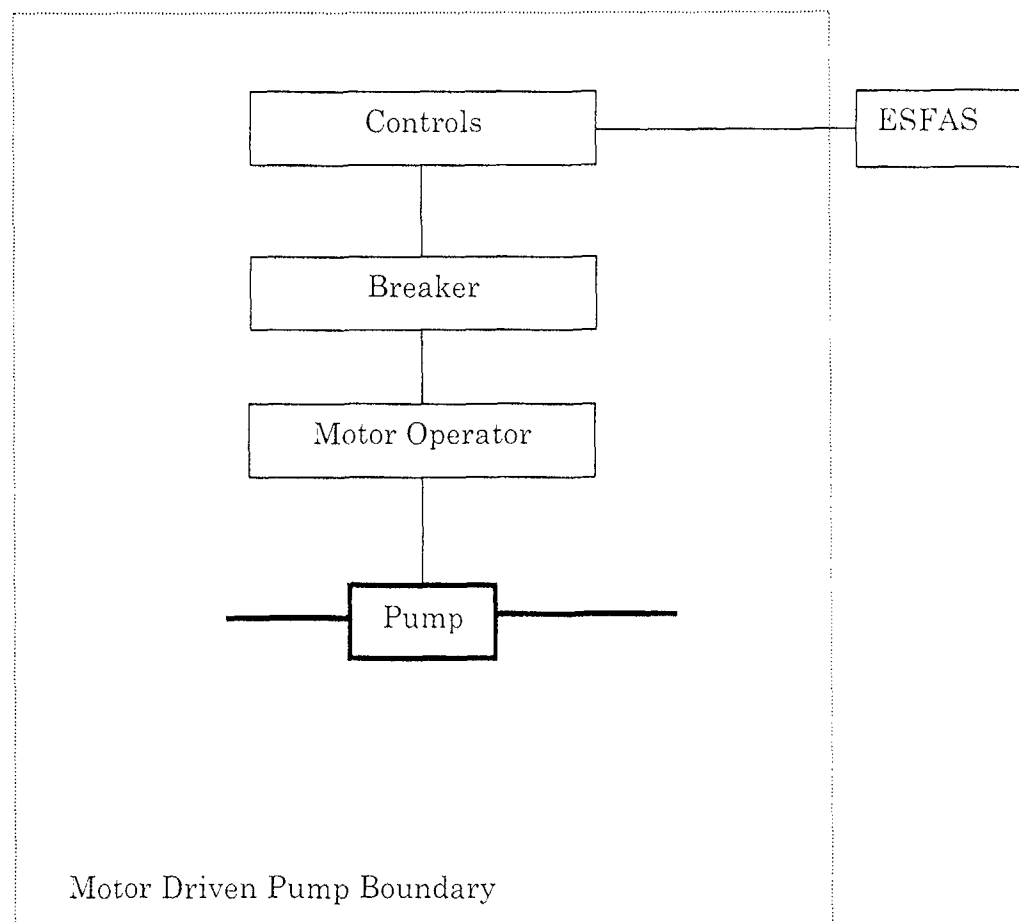 Controls
ESFAS
Breaker
Motor Operator
Pump
Motor Driven Pump Boundary